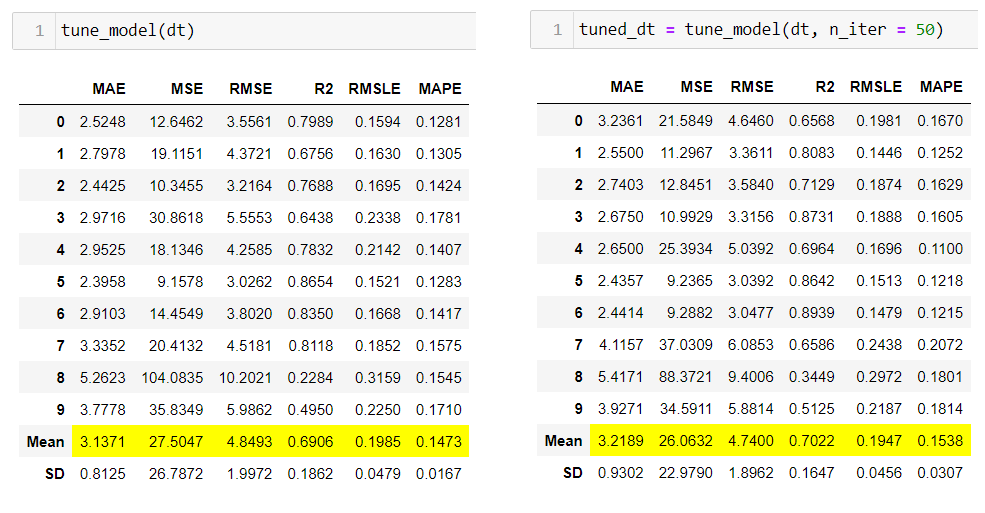 1 tune_model(dt)
MAE MSE RMSE R2 RMSLE MAPE
0 2.5248 12.6462 3.5561 0.7989 0.1594 0.1281
1 2.7978 19.1151 4.3721 0.6756 0.1630 0.1305
2 2.4425 10.3455 3.2164 0.7688 0.1695 0.1424
3 2.9716 30.8618 5.5553 0.6438 0.2338 0.1781
4 2.9525 18.1346 4.2585 0.7832 0.2142 0.1407
5 2.3958 9.1578 3.0262 0.8654 0.1521 0.1283
6 2.9103 14.4549 3.8020 0.8350 0.1668 0.1417
7 3.3352 20.4132 4.5181 0.8118 0.1852 0.1575
8 5.2623 104.0835 10.2021 0.2284 0.3159 0.1545
9 3.7778 35.8349 5.9862 0.4950 0.2250 0.1710
Mean 3.1371 27.5047 4.8493 0.6906 0.1985 0.1473
SD 0.8125 26.7872 1.9972 0.1862 0.0479 0.0167
1 tuned_dt = tune_model(dt, n_iter = 50)
MAE MSE RMSE R2 RMSLE MAPE
0 3.2361 21.5849 4.6460 0.6568 0.1981 0.1670
1 2.5500 11.2967 3.3611 0.8083 0.1446 0.1252
2 2.7403 12.8451 3.5840 0.7129 0.1874 0.1629
3 2.6750 10.9929 3.3156 0.8731 0.1888 0.1605
4 2.6500 25.3934 5.0392 0.6964 0.1696 0.1100
5 2.4357 9.2365 3.0392 0.8642 0.1513 0.1218
6 2.4414 9.2882 3.0477 0.8939 0.1479 0.1215
7 4.1157 37.0309 6.0853 0.6586 0.2438 0.2072
8 5.4171 88.3721 9.4006 0.3449 0.2972 0.1801
9 3.9271 34.5911 5.8814 0.5125 0.2187 0.1814
Mean 3.2189 26.0632 4.7400 0.7022 0.1947 0.1538
SD 0.9302 22.9790 1.8962 0.1647 0.0456 0.0307